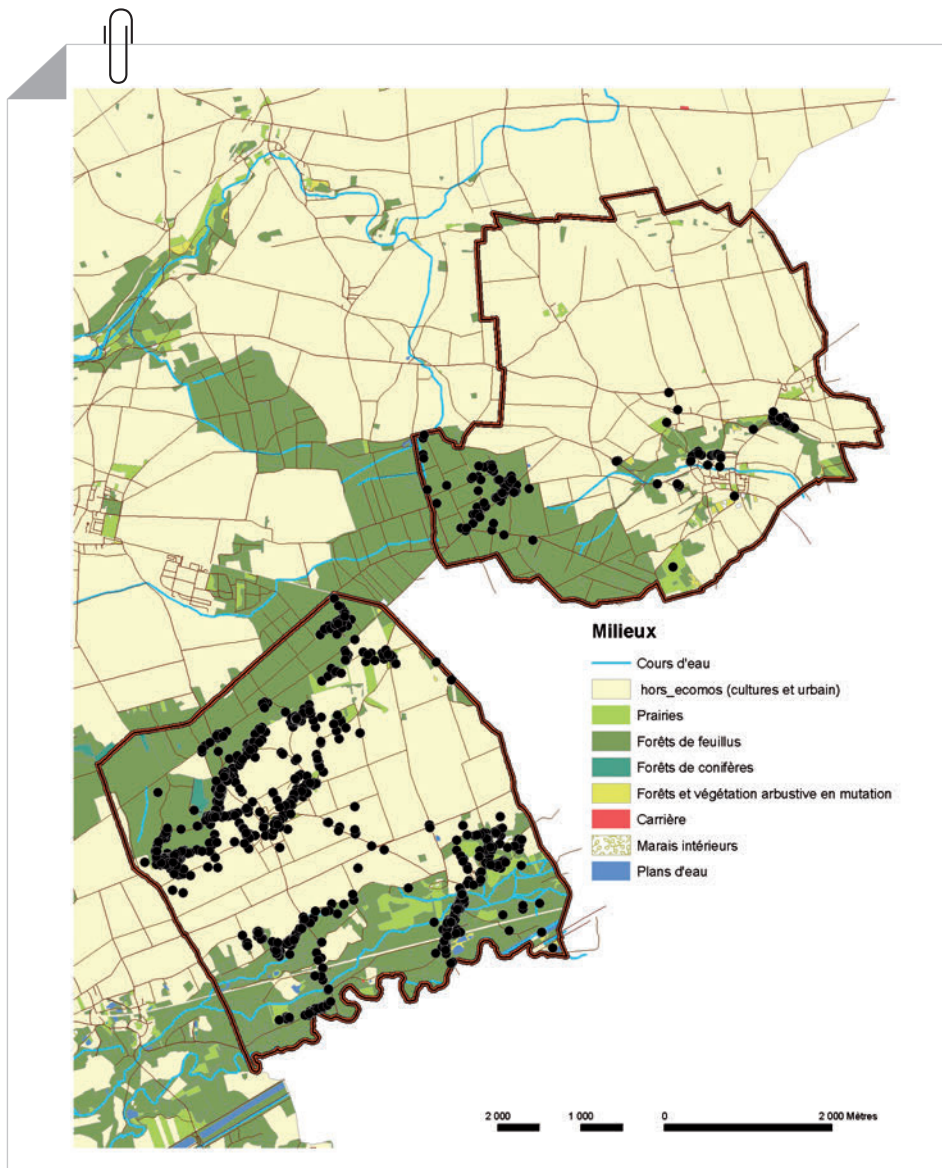 Milieux
Cours d'eau
hors_ecomos (cultures et urbain)
Prairies
Forêts de feuillus
Forêts de conifères
Forêts et végétation arbustive en mutation
Carrière
Marais intérieurs
Plans d'eau
2 000 1 000 0 2 000 Mètres